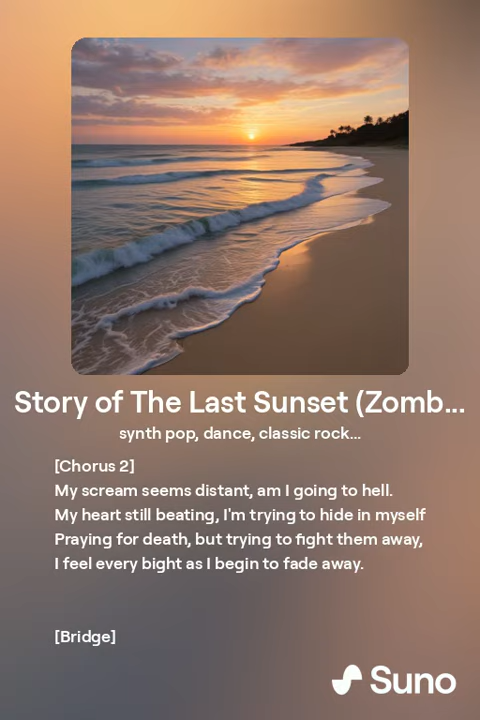 Story of The Last Sunset (Zomb...
synth pop, dance, classic rock...
[Chorus 2]
My scream seems distant, am I going to hell.
My heart still beating, I'm trying to hide in myself
Praying for death, but trying to fight them away,
I feel every bight as I begin to fade away.
[Bridge]
Suno